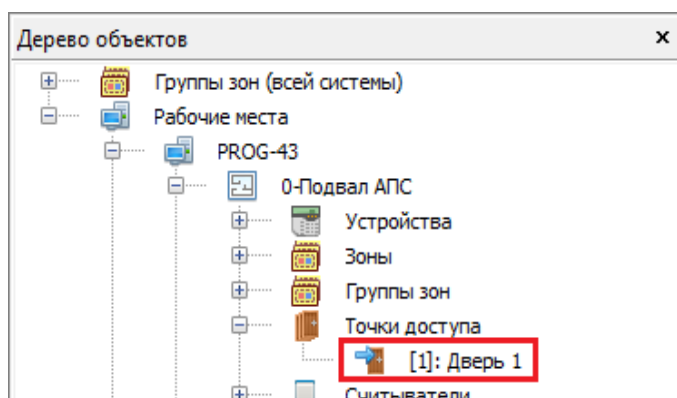 Дерево объектов
Группы зон (всей системы)
Рабочие места
PROG-43
0-Подвал АПС
Устройства
Зоны
Группы зон
Точки доступа
[1]: Дверь 1
Считыватели